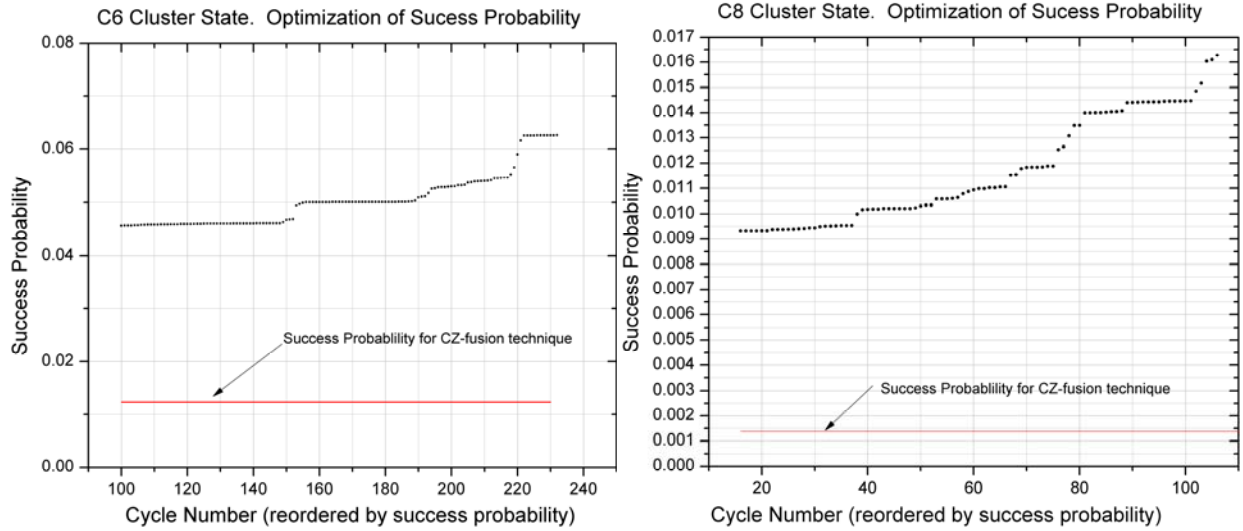 C6 Cluster State.  Optimization of Sucess Probability
0.08
0.06
0.04
0.02
0.00
Success Probability
Success Probablility for CZ-fusion technique
100 120 140 160 180 200 220 240
Cycle Number (reordered by success probability)
C8 Cluster State.  Optimization of Sucess Probability
0.017
0.016
0.015
0.014
0.013
0.012
0.011
0.010
0.009
0.008
0.007
0.006
0.005
0.004
0.003
0.002
0.001
0.000
Success Probability
Success Probablility for CZ-fusion technique
20 40 60 80 100
Cycle Number (reordered by success probability)